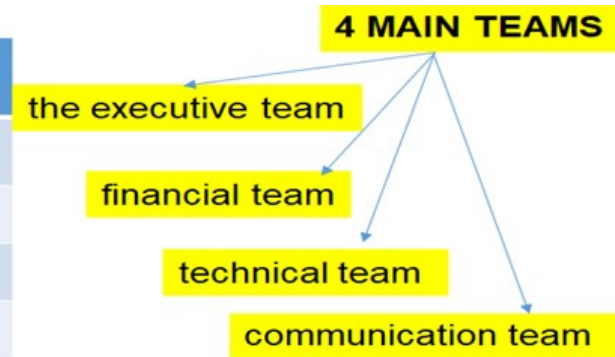 4 MAIN TEAMS
the executive team
financial team
technical team
communication team